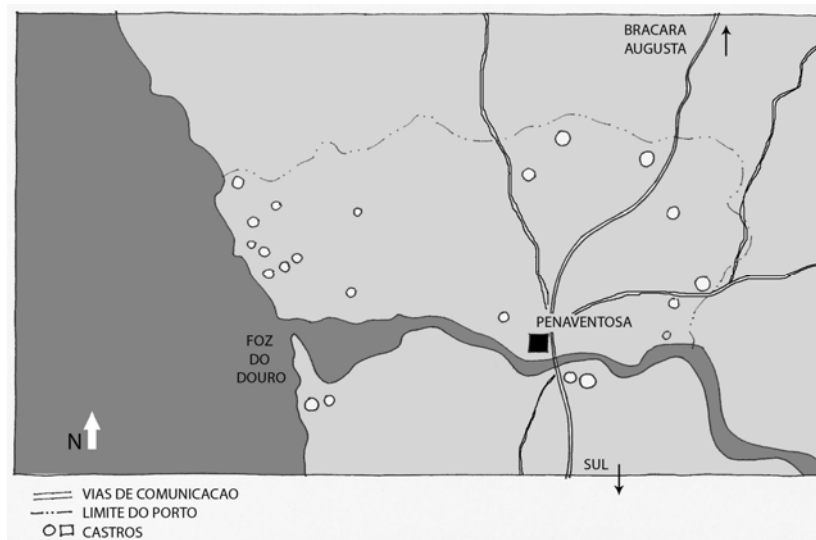 BRACARA
AUGUSTA
PENAVENTOSA
FOZ
DO
DOURO
N
SUL
VIAS DE COMUNICACAO
LIMITE DO PORTO
CASTROS